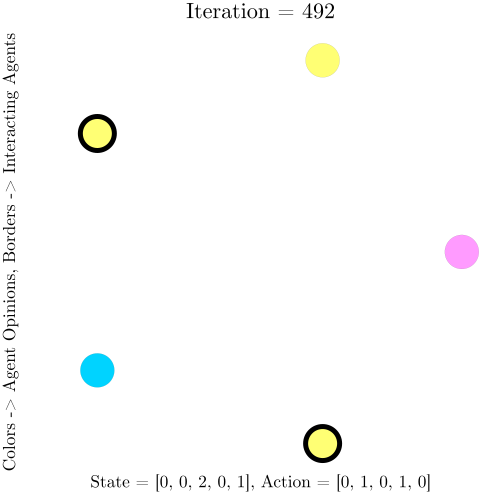 Iteration = 492
Colors -> Agent Opinions, Borders -> Interacting Agents
State = [0, 0, 2, 0, 1], Action = [0, 1, 0, 1, 0]